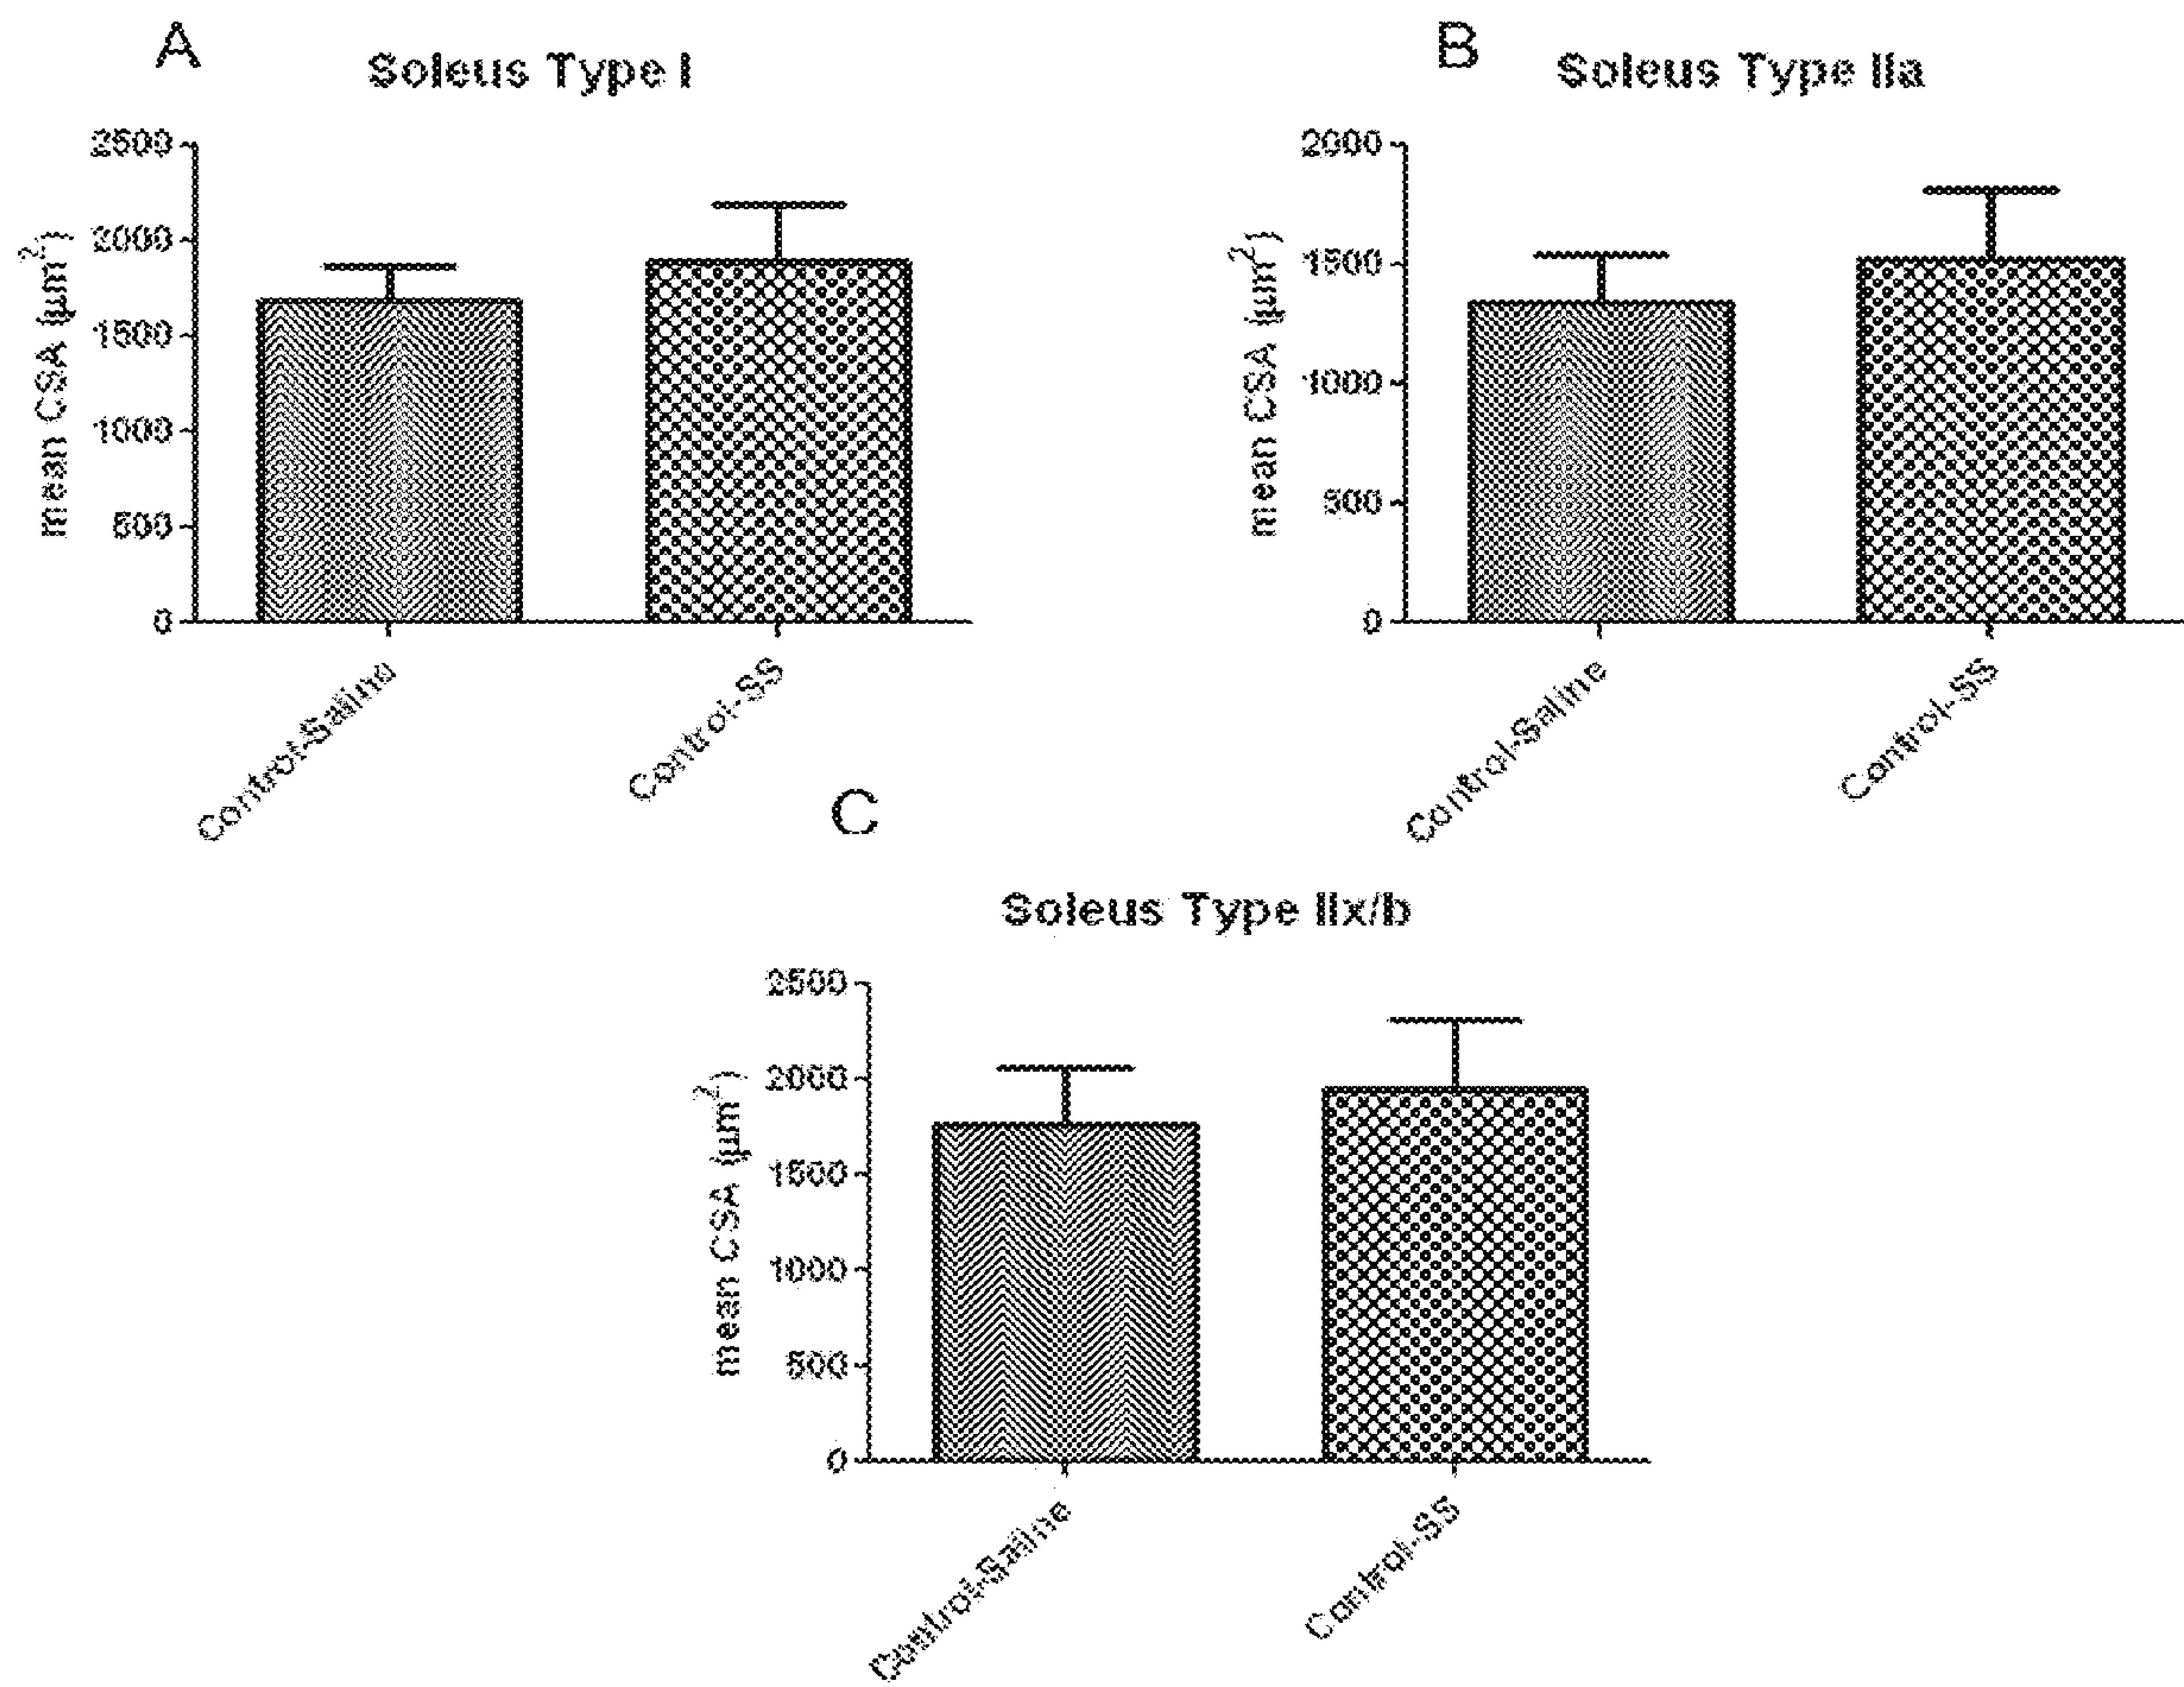 A
Soleus Type I
mean CSA (µm²)
2500
2000
1500
1000
500
0
Control-Saline
Control-SS
B
Soleus Type IIa
mean CSA (µm²)
2000
1500
1000
500
0
Control-Saline
Control-SS
C
Soleus Type IIx/b
mean CSA (µm²)
2500
2000
1500
1000
500
0
Control-Saline
Control-SS